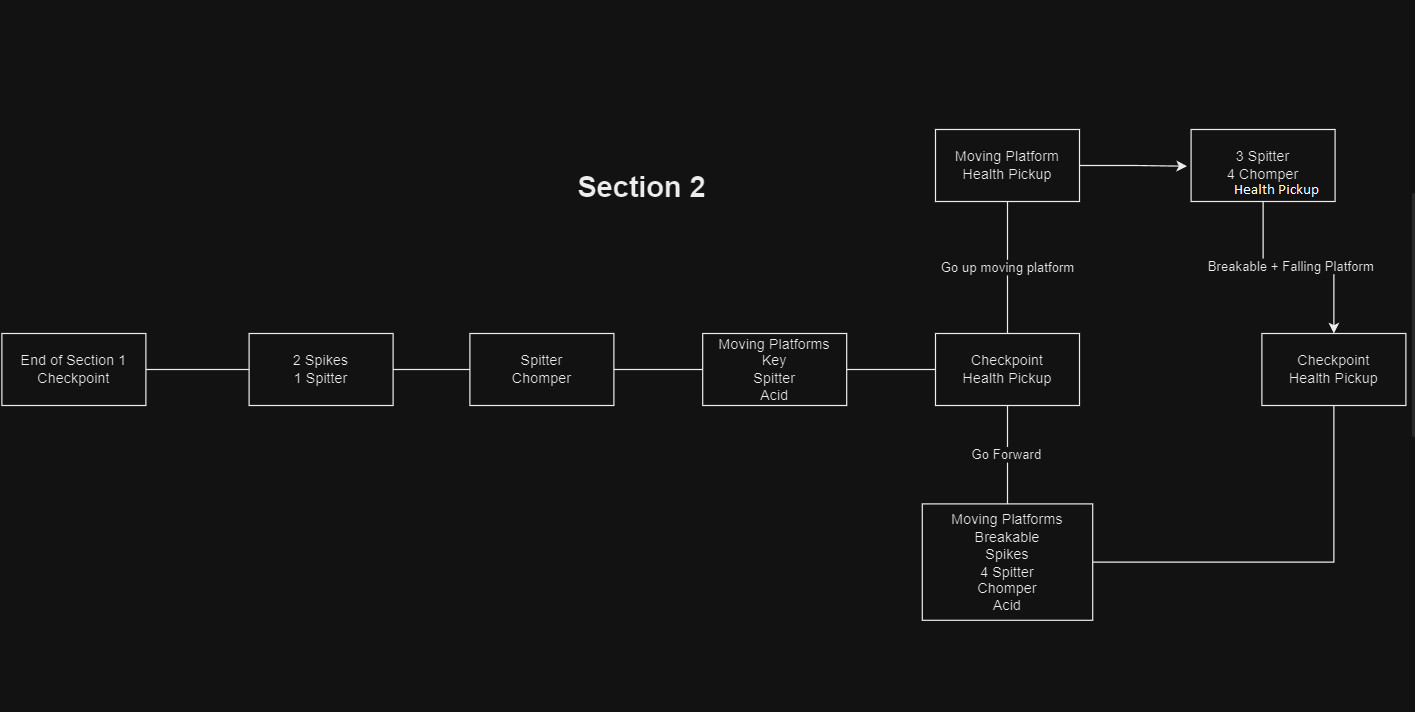 Section 2
Moving Platform
Health Pickup
3 Spitter
4 Chomper
Health Pickup
Go up moving platform
Breakable + Falling Platform
End of Section 1
Checkpoint
2 Spikes
1 Spitter
Spitter
Chomper
Moving Platforms
Key
Spitter
Acid
Checkpoint
Health Pickup
Checkpoint
Health Pickup
Go Forward
Moving Platforms
Breakable
Spikes
4 Spitter
Chomper
Acid